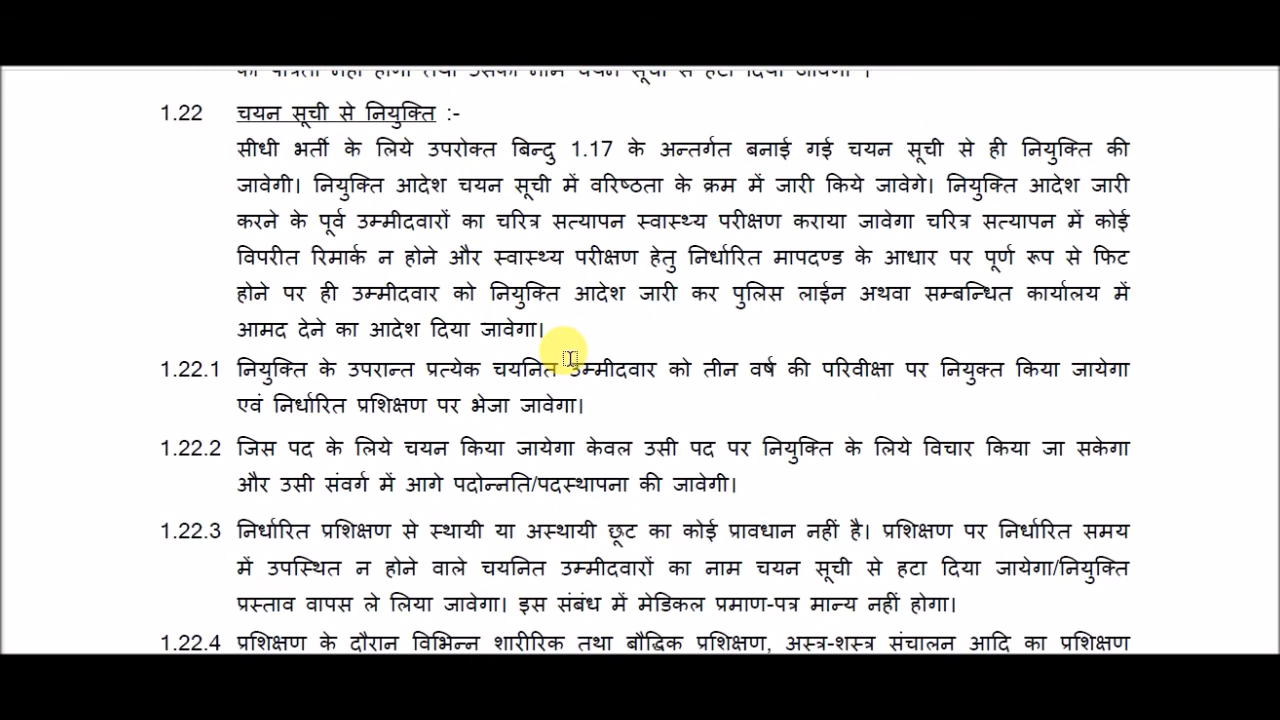 1.22 चयन सूची से नियुक्ति :-
सीधी भर्ती के लिये उपरोक्त बिन्दु 1.17 के अन्तर्गत बनाई गई चयन सूची से ही नियुक्ति की
जावेगी। नियुक्ति आदेश चयन सूची में वरिष्ठता के क्रम में जारी किये जावेगे। नियुक्ति आदेश जारी
करने के पूर्व उम्मीदवारों का चरित्र सत्यापन स्वास्थ्य परीक्षण कराया जावेगा चरित्र सत्यापन में कोई
विपरीत रिमार्क न होने और स्वास्थ्य परीक्षण हेतु निर्धारित मापदण्ड के आधार पर पूर्ण रूप से फिट
होने पर ही उम्मीदवार को नियुक्ति आदेश जारी कर पुलिस लाईन अथवा सम्बन्धित कार्यालय में
आमद देने का आदेश दिया जावेगा।
1.22.1 नियुक्ति के उपरान्त प्रत्येक चयनित उम्मीदवार को तीन वर्ष की परिवीक्षा पर नियुक्त किया जायेगा
एवं निर्धारित प्रशिक्षण पर भेजा जावेगा।
1.22.2 जिस पद के लिये चयन किया जायेगा केवल उसी पद पर नियुक्ति के लिये विचार किया जा सकेगा
और उसी संवर्ग में आगे पदोन्नति/पदस्थापना की जावेगी।
1.22.3 निर्धारित प्रशिक्षण से स्थायी या अस्थायी छूट का कोई प्रावधान नहीं है। प्रशिक्षण पर निर्धारित समय
में उपस्थित न होने वाले चयनित उम्मीदवारों का नाम चयन सूची से हटा दिया जायेगा/नियुक्ति
प्रस्ताव वापस ले लिया जावेगा। इस संबंध में मेडिकल प्रमाण-पत्र मान्य नहीं होगा।
1.22.4 प्रशिक्षण के दौरान विभिन्न शारीरिक तथा बौद्धिक प्रशिक्षण, अस्त्र-शस्त्र संचालन आदि का प्रशिक्षण